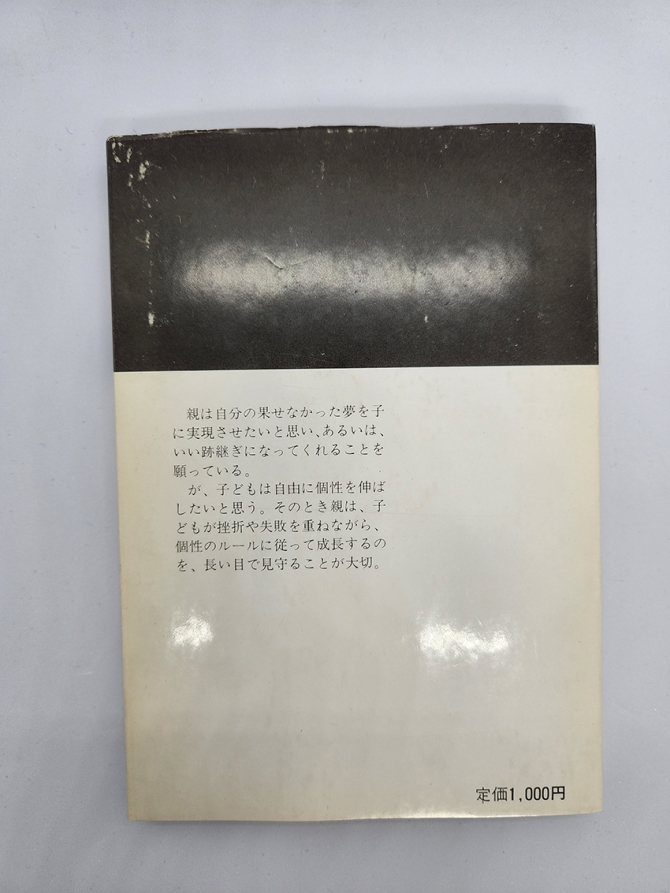 親は自分の果せなかった夢を子
に実現させたいと思い、あるいは、
いい跡継ぎになってくれることを
願っている。
が、子どもは自由に個性を伸ば
したいと思う。そのとき親は、子
どもが挫折や失敗を重ねながら、
個性のルールに従って成長するの
を、長い目で見守ることが大切。
定価1,000円